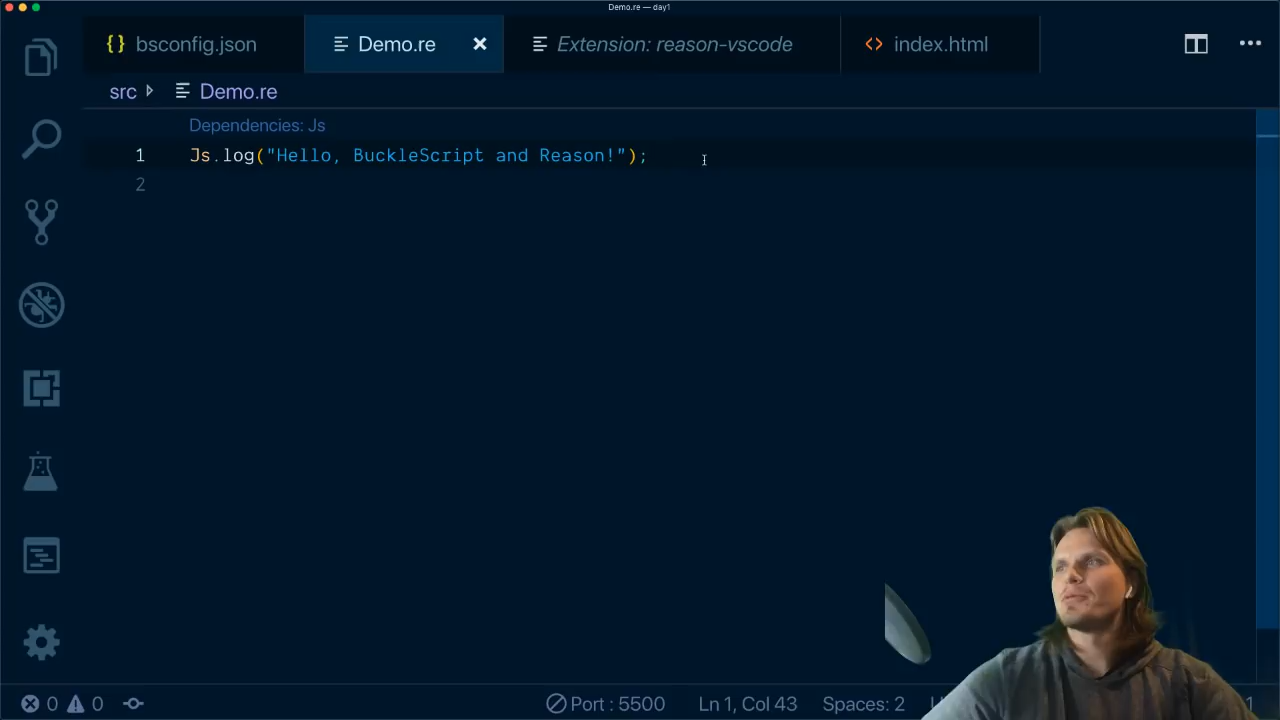 Demo.re — day1
bsconfig.json
Demo.re
Extension: reason-vscode
index.html
src
Demo.re
Dependencies: Js
1 Js.log("Hello, BuckleScript and Reason!");
2
0 0
Port : 5500
Ln 1, Col 43
Spaces: 2
1